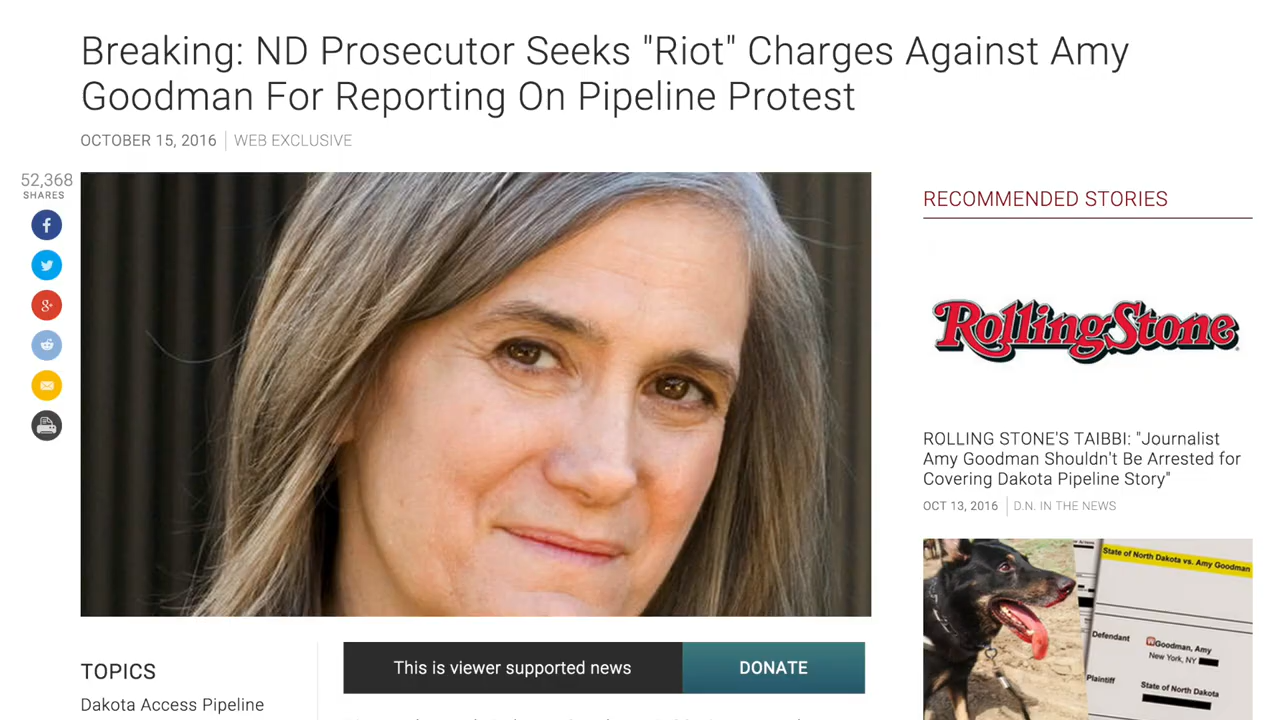 Breaking: ND Prosecutor Seeks "Riot" Charges Against Amy
Goodman For Reporting On Pipeline Protest
OCTOBER 15, 2016 WEB EXCLUSIVE
52,368
SHARES
RECOMMENDED STORIES
RollingStone
ROLLING STONE'S TAIBBI: "Journalist
Amy Goodman Shouldn't Be Arrested for
Covering Dakota Pipeline Story"
OCT 13, 2016 D.N. IN THE NEWS
State of North Dakota vs. Amy Goodman
Defendant Goodman, Amy
New York, NY
Plaintiff State of North Dakota
TOPICS
Dakota Access Pipeline
This is viewer supported news DONATE